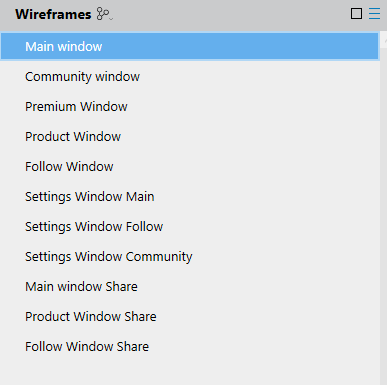 Wireframes
Main window
Community window
Premium Window
Product Window
Follow Window
Settings Window Main
Settings Window Follow
Settings Window Community
Main window Share
Product Window Share
Follow Window Share